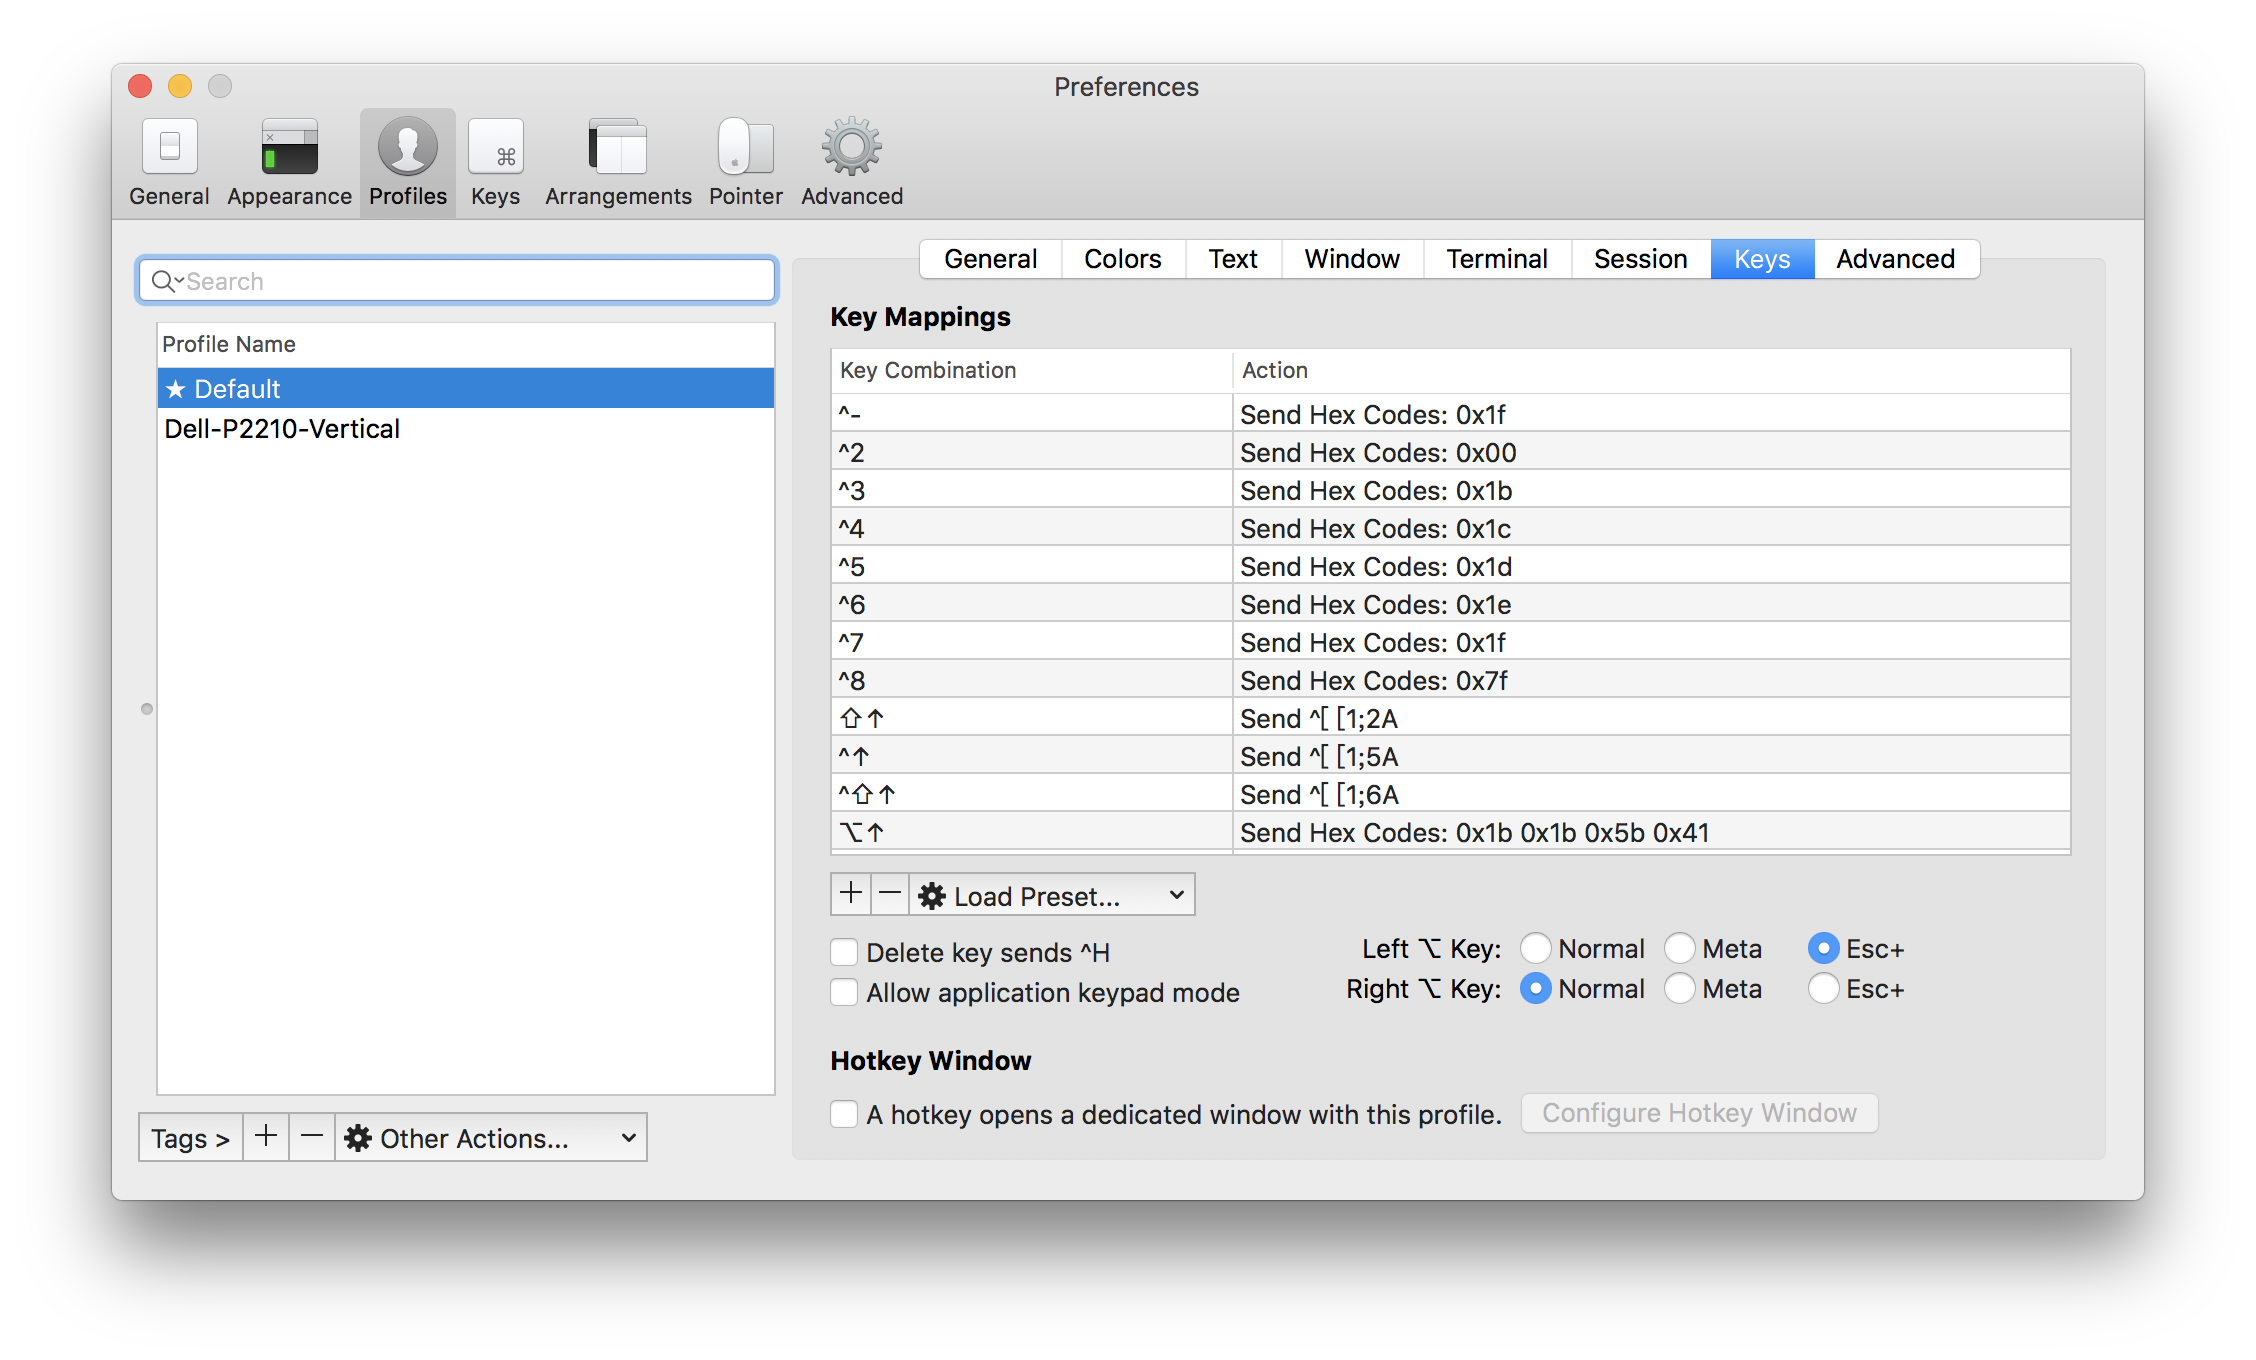 Preferences
General Appearance Profiles Keys Arrangements Pointer Advanced
Search
Profile Name
★ Default
Dell-P2210-Vertical
Tags > + − Other Actions...
General Colors Text Window Terminal Session Keys Advanced
Key Mappings
Key Combination Action
^- Send Hex Codes: 0x1f
^2 Send Hex Codes: 0x00
^3 Send Hex Codes: 0x1b
^4 Send Hex Codes: 0x1c
^5 Send Hex Codes: 0x1d
^6 Send Hex Codes: 0x1e
^7 Send Hex Codes: 0x1f
^8 Send Hex Codes: 0x7f
⇧↑ Send ^[ [1;2A
^↑ Send ^[ [1;5A
^⇧↑ Send ^[ [1;6A
⌥↑ Send Hex Codes: 0x1b 0x1b 0x5b 0x41
+ − Load Preset...
Delete key sends ^H
Allow application keypad mode
Left ⌥ Key: Normal Meta Esc+
Right ⌥ Key: Normal Meta Esc+
Hotkey Window
A hotkey opens a dedicated window with this profile. Configure Hotkey Window